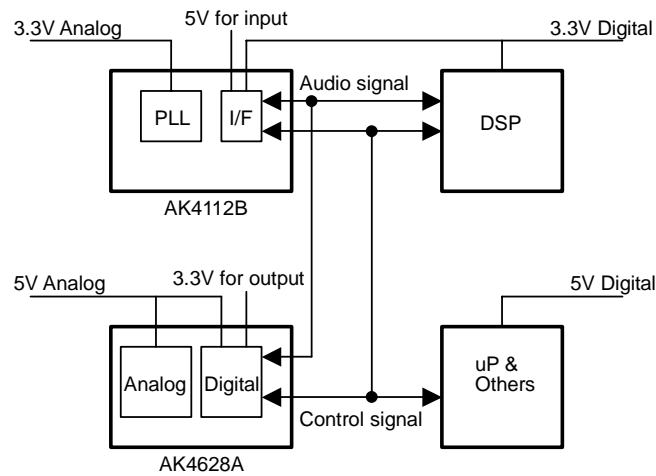 5V for input
3.3V Analog
3.3V Digital
Audio signal
PLL
I/F
DSP
AK4112B
5V Analog
3.3V for output
5V Digital
Analog
Digital
uP &
Others
Control signal
AK4628A